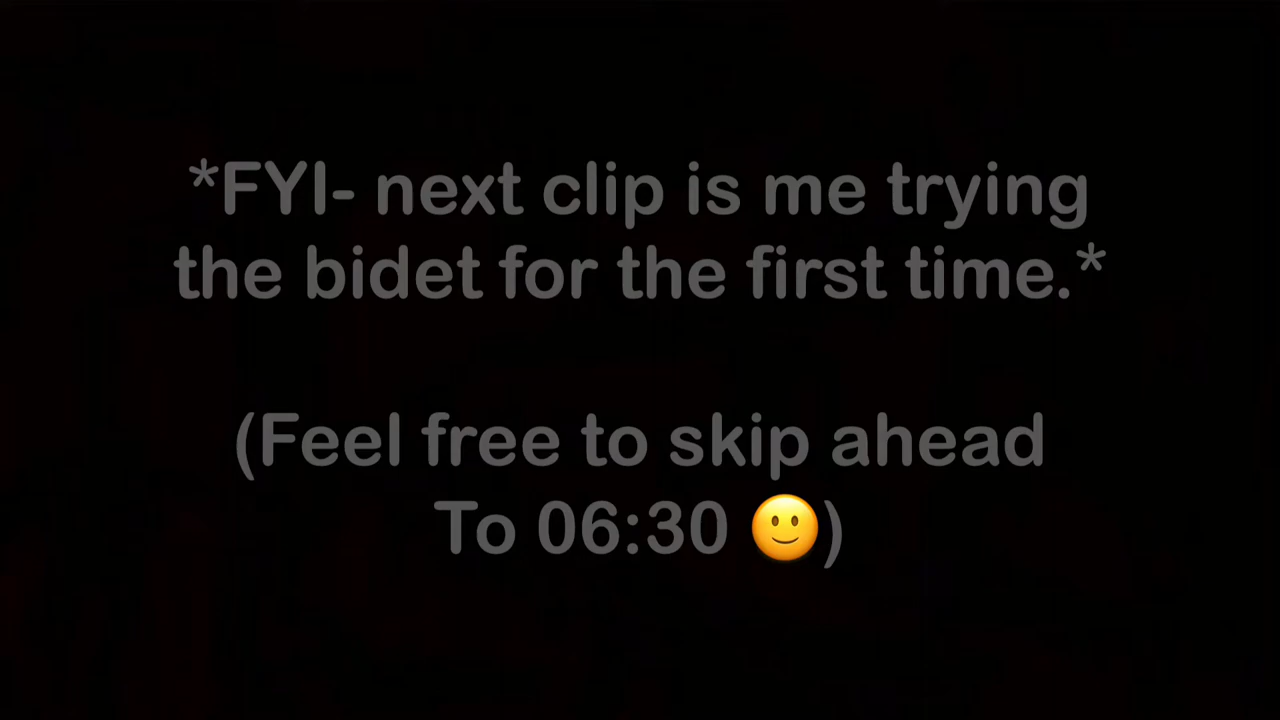 *FYI- next clip is me trying
the bidet for the first time.*
(Feel free to skip ahead
To 06:30 🙂)